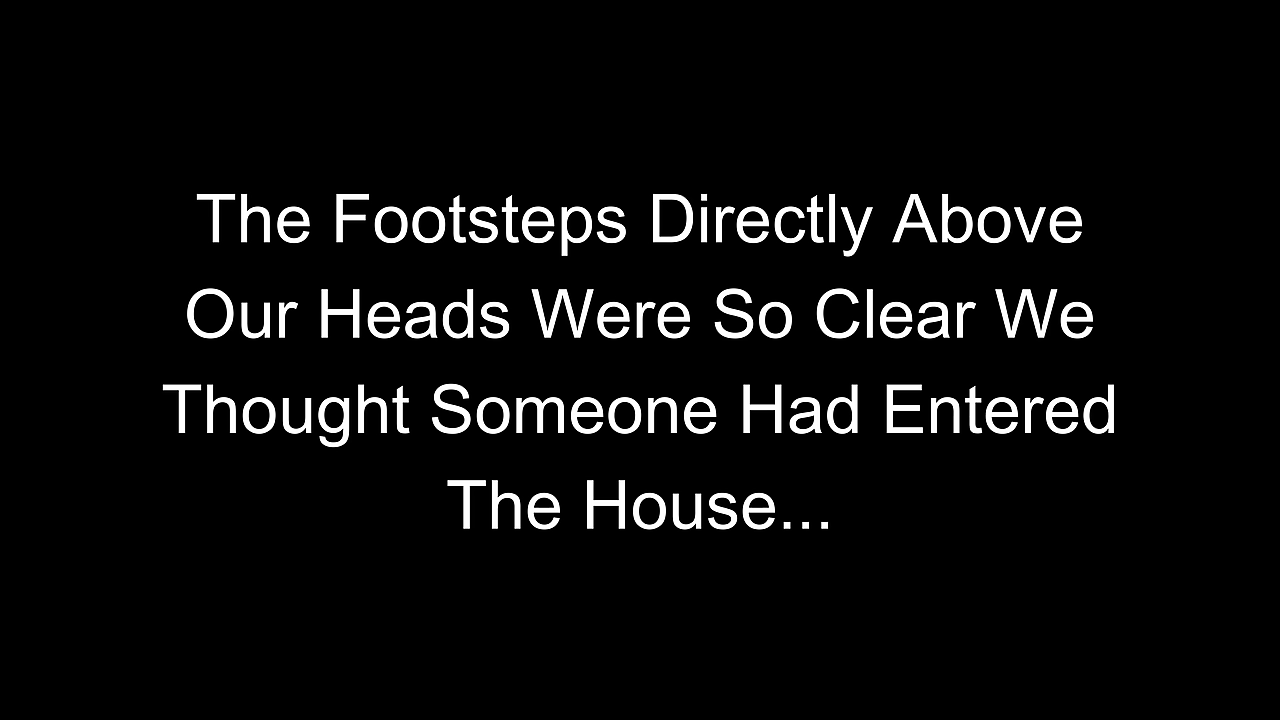 The Footsteps Directly Above
Our Heads Were So Clear We
Thought Someone Had Entered
The House...